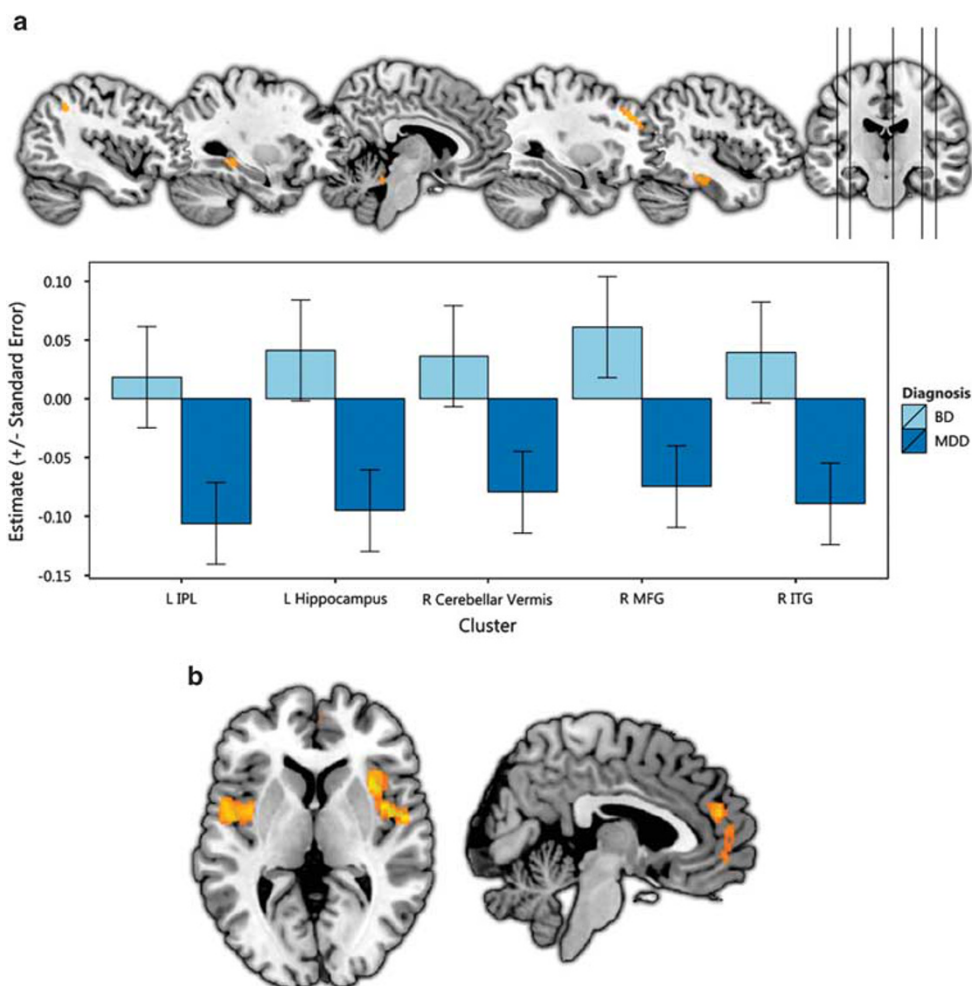 a
Estimate (+/- Standard Error)
0.10
0.05
0.00
-0.05
-0.10
-0.15
L IPL
L Hippocampus
R Cerebellar Vermis
R MFG
R ITG
Cluster
Diagnosis
BD
MDD
b